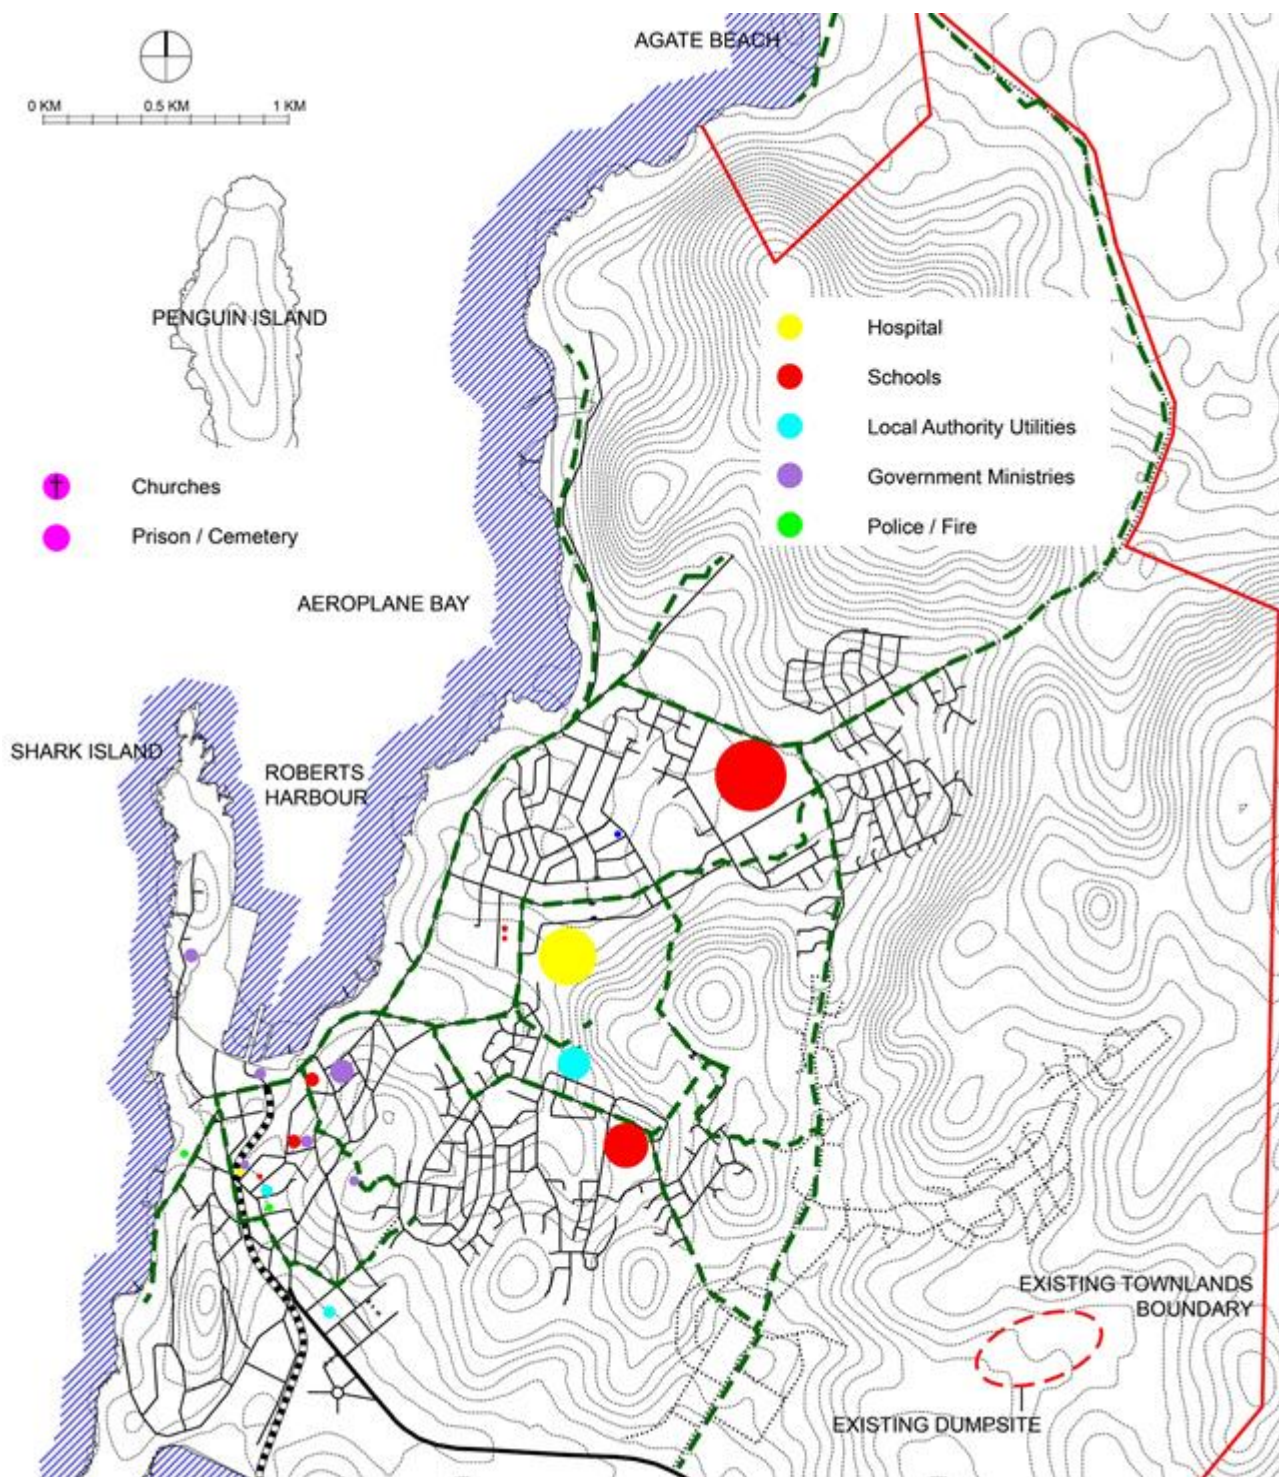 AGATE BEACH
0 KM
0.5 KM
1 KM
PENGUIN ISLAND
Hospital
Schools
Local Authority Utilities
Government Ministries
Police / Fire
Churches
Prison / Cemetery
AEROPLANE BAY
SHARK ISLAND
ROBERTS
HARBOUR
EXISTING TOWNLANDS
BOUNDARY
EXISTING DUMPSITE